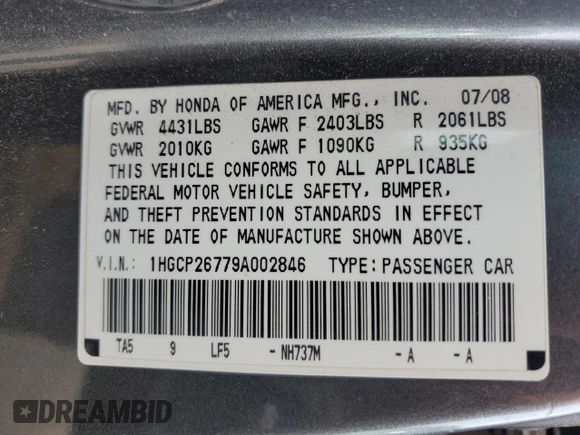 MFD. BY HONDA OF AMERICA MFG., INC. 07/08
GVWR 4431LBS GAWR F 2403LBS R 2061LBS
GVWR 2010KG GAWR F 1090KG R 935KG
THIS VEHICLE CONFORMS TO ALL APPLICABLE
FEDERAL MOTOR VEHICLE SAFETY, BUMPER,
AND THEFT PREVENTION STANDARDS IN EFFECT
ON THE DATE OF MANUFACTURE SHOWN ABOVE.
V.I.N.: 1HGCP26779A002846 TYPE: PASSENGER CAR
TA5 9 LF5 - NH737M - A - A
DREAMBID